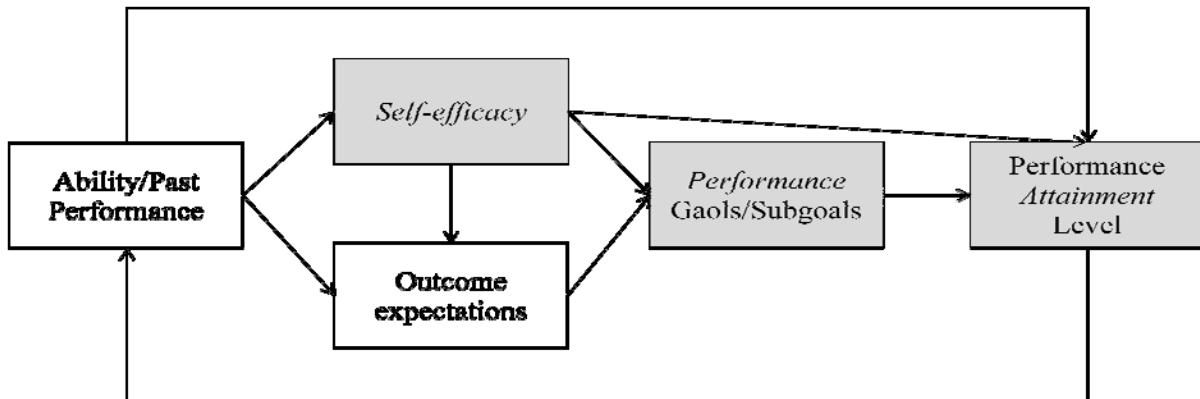 Self-efficacy
Ability/Past
Performance
Performance
Gaols/Subgoals
Performance
Attainment
Level
Outcome
expectations